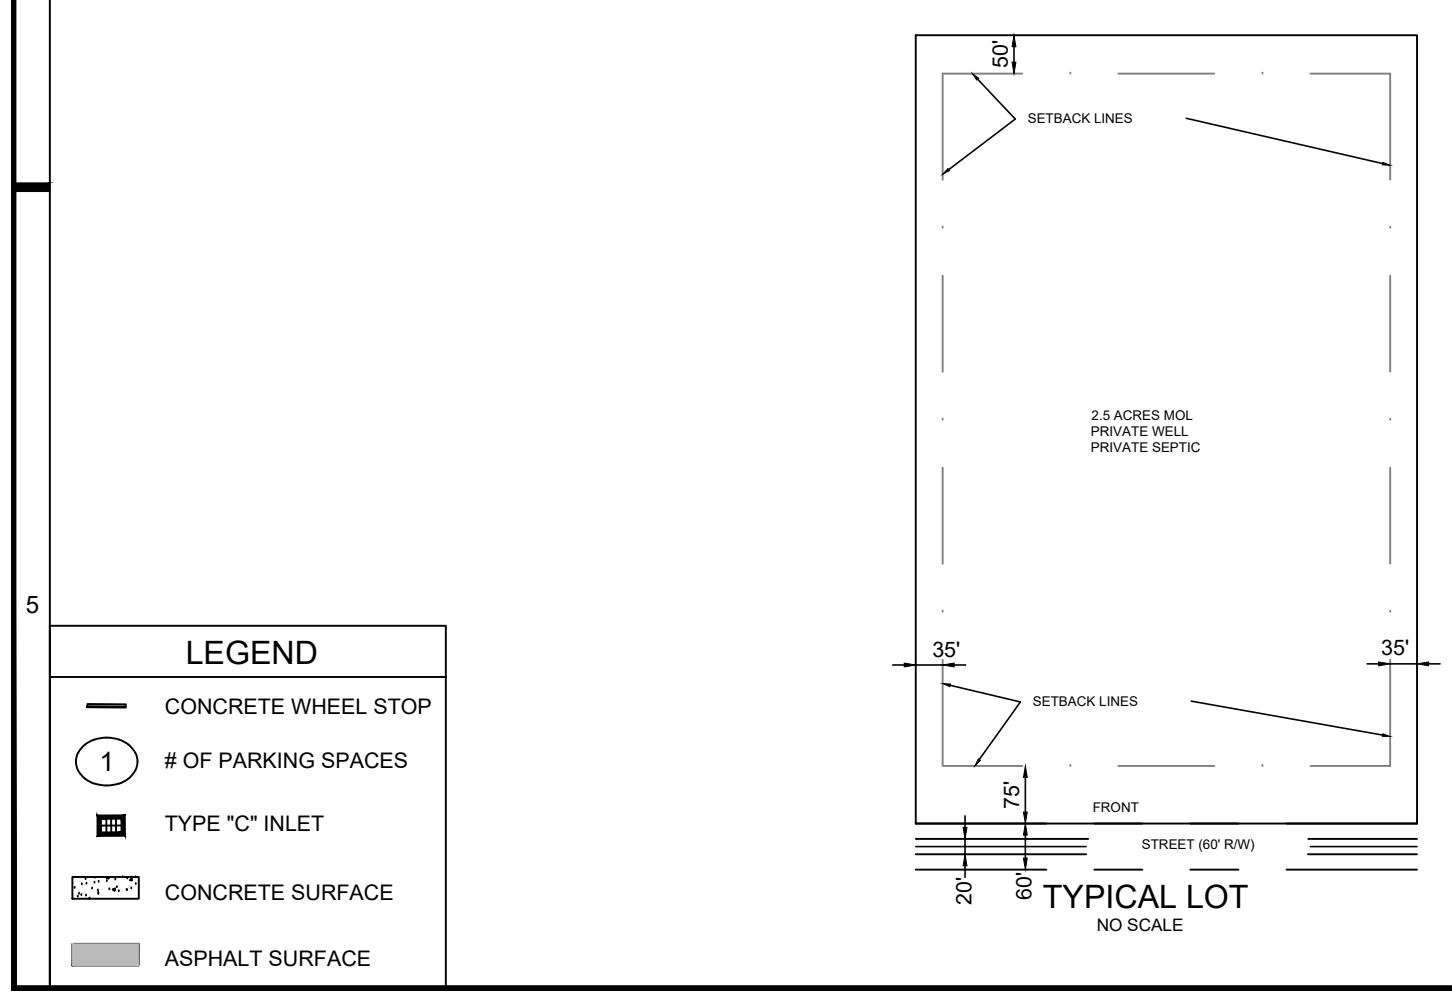 50'
SETBACK LINES
2.5 ACRES MOL
PRIVATE WELL
PRIVATE SEPTIC
5
35'
35'
SETBACK LINES
75'
FRONT
STREET (60' R/W)
20'
60'
TYPICAL LOT
NO SCALE
LEGEND
CONCRETE WHEEL STOP
1 # OF PARKING SPACES
TYPE "C" INLET
CONCRETE SURFACE
ASPHALT SURFACE